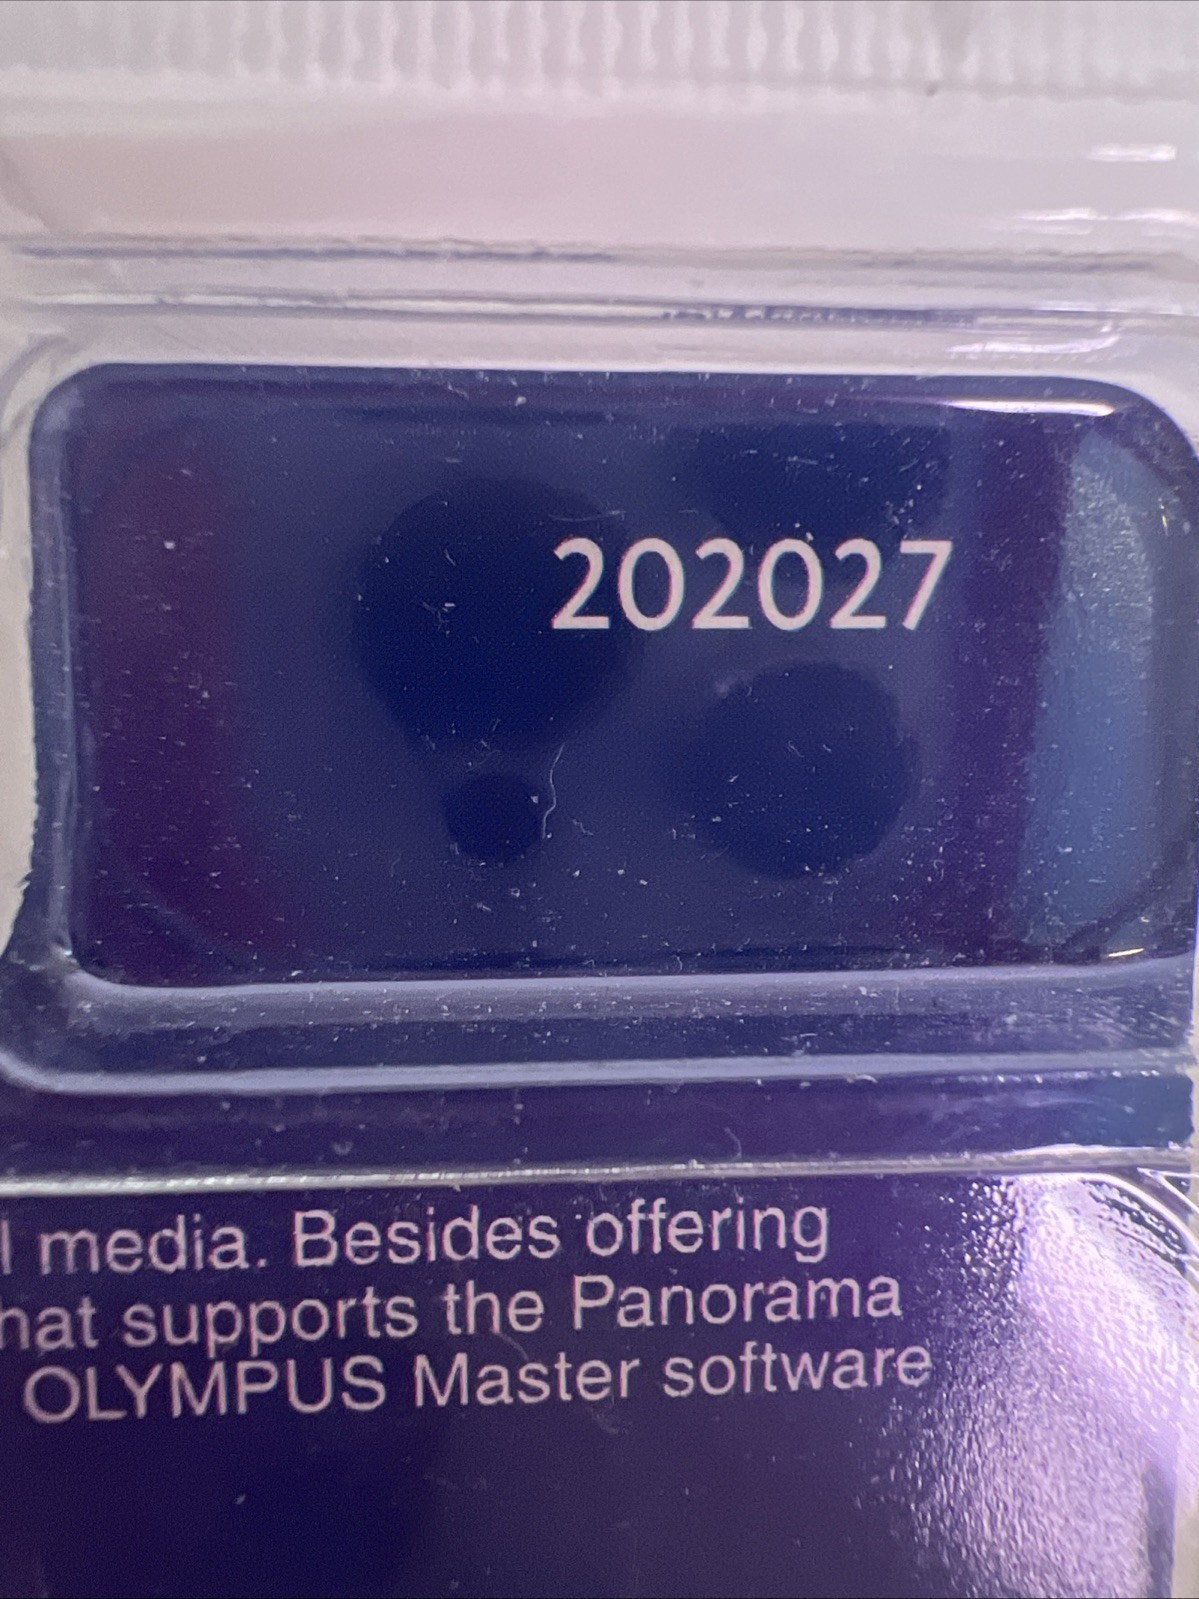 202027
l media. Besides offering
hat supports the Panorama
OLYMPUS Master software